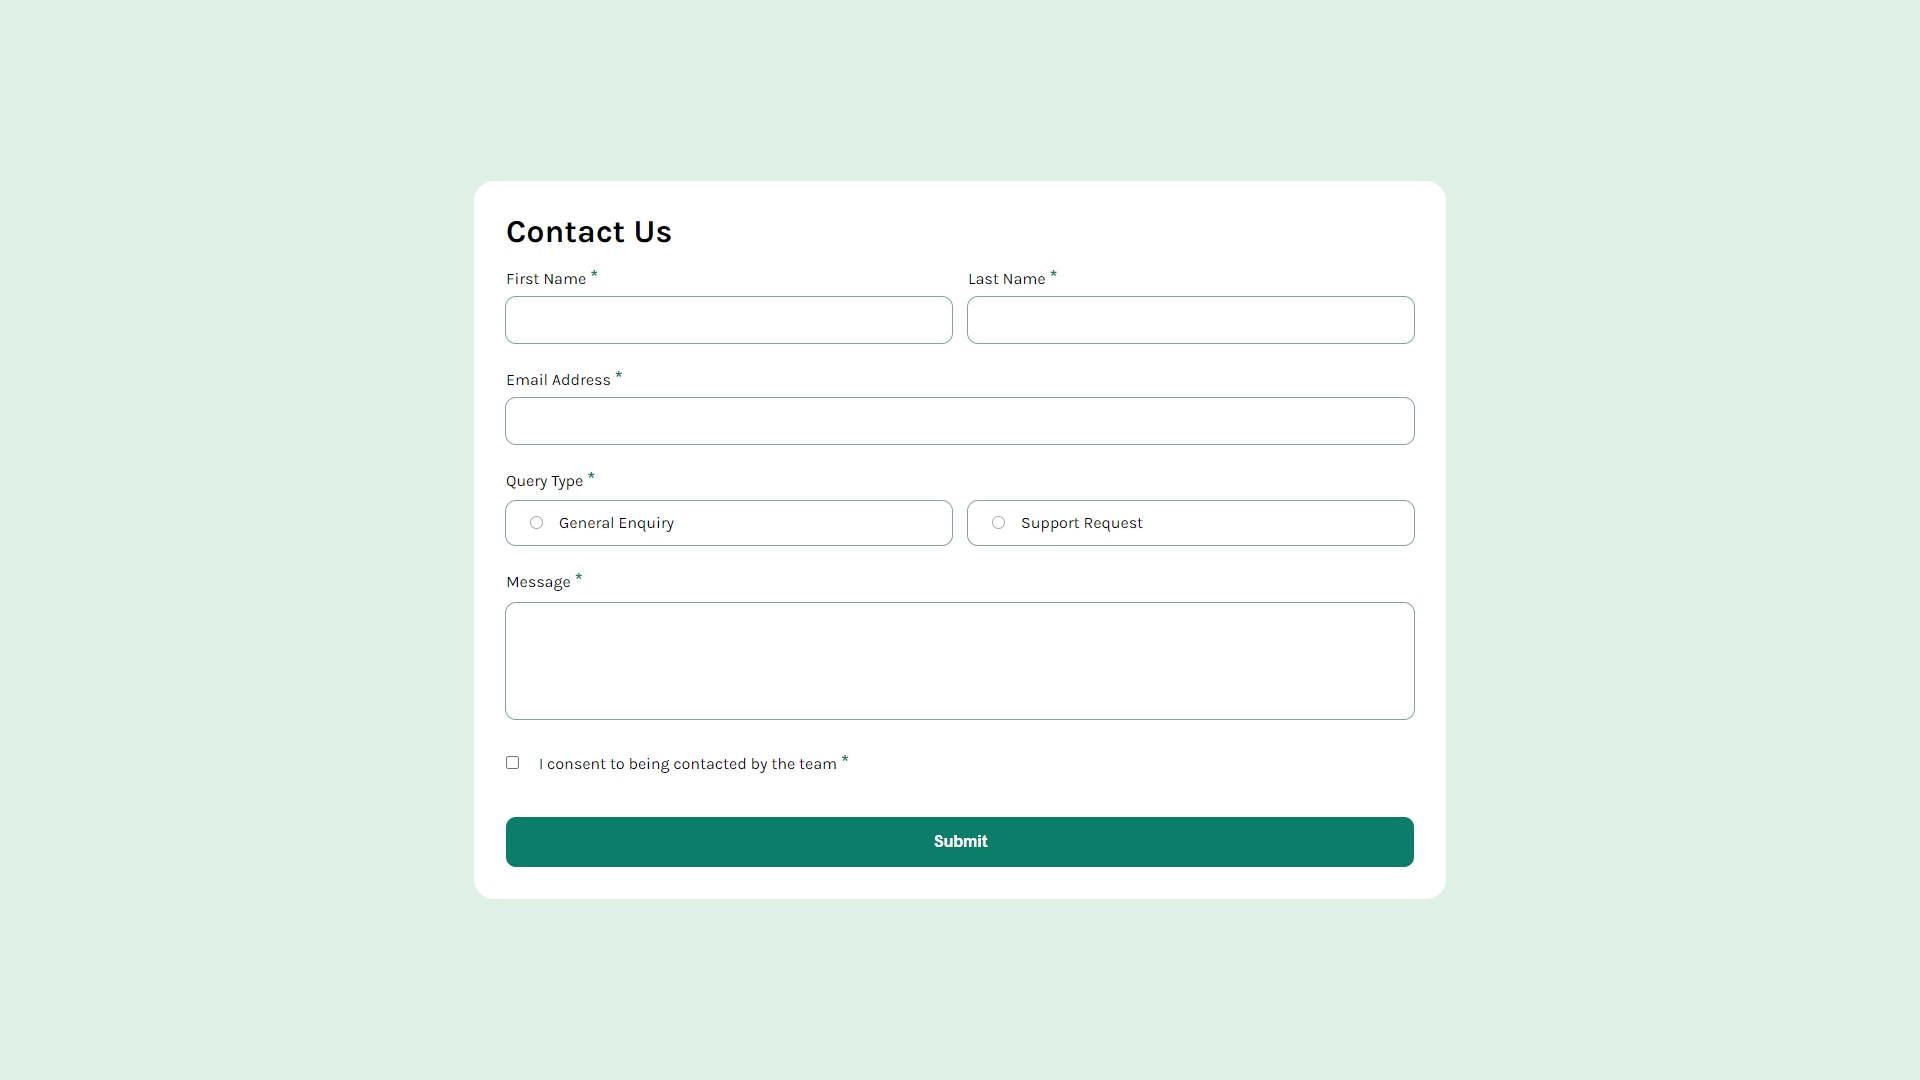 Contact Us
First Name * Last Name *
Email Address *
Query Type *
General Enquiry Support Request
Message *
I consent to being contacted by the team *
Submit